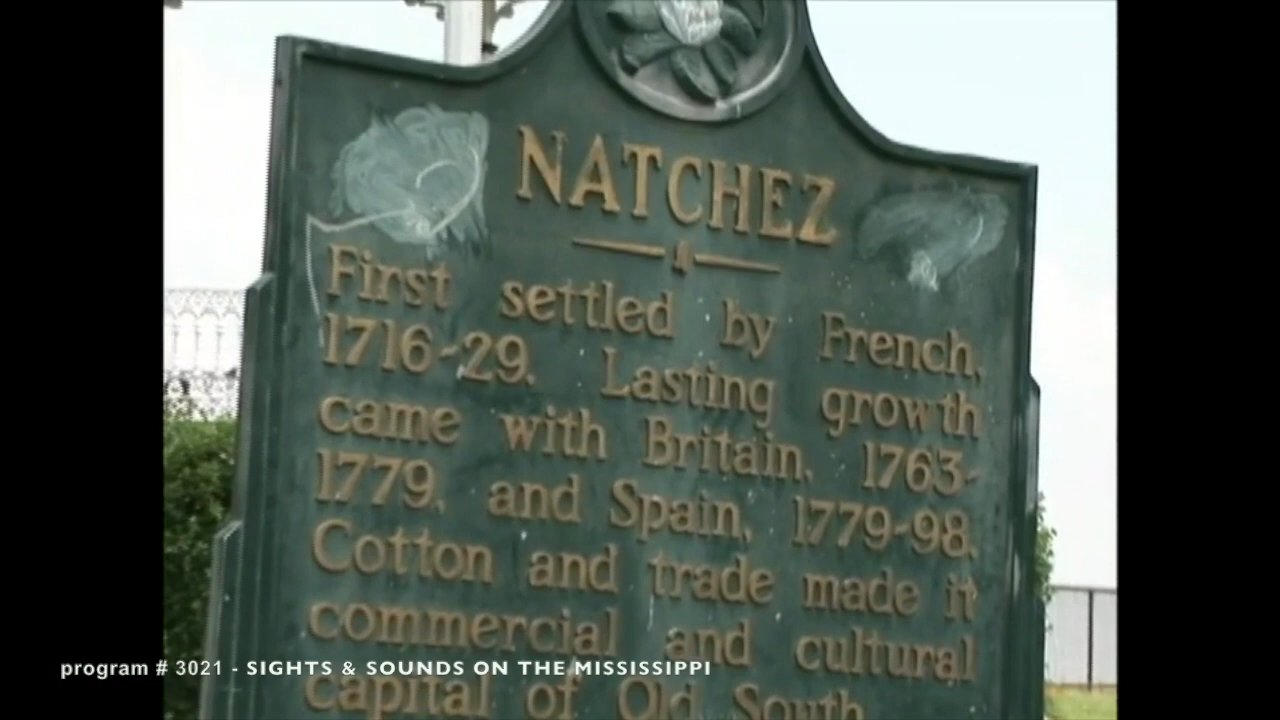 NATCHEZ
First settled by French,
1716-29. Lasting growth
came with Britain, 1763-
1779, and Spain, 1779-98.
Cotton and trade made it
commercial and cultural
capital of Old South.
program # 3021 - SIGHTS & SOUNDS ON THE MISSISSIPPI